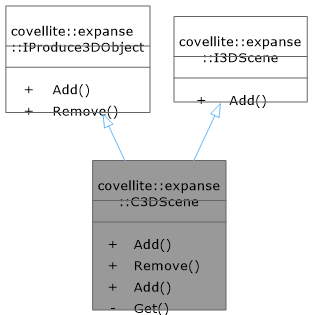 covellite::expanse
::IProduce3DObject
+ Add()
+ Remove()
covellite::expanse
::I3DScene
+ Add()
covellite::expanse
::C3DScene
+ Add()
+ Remove()
+ Add()
- Get()